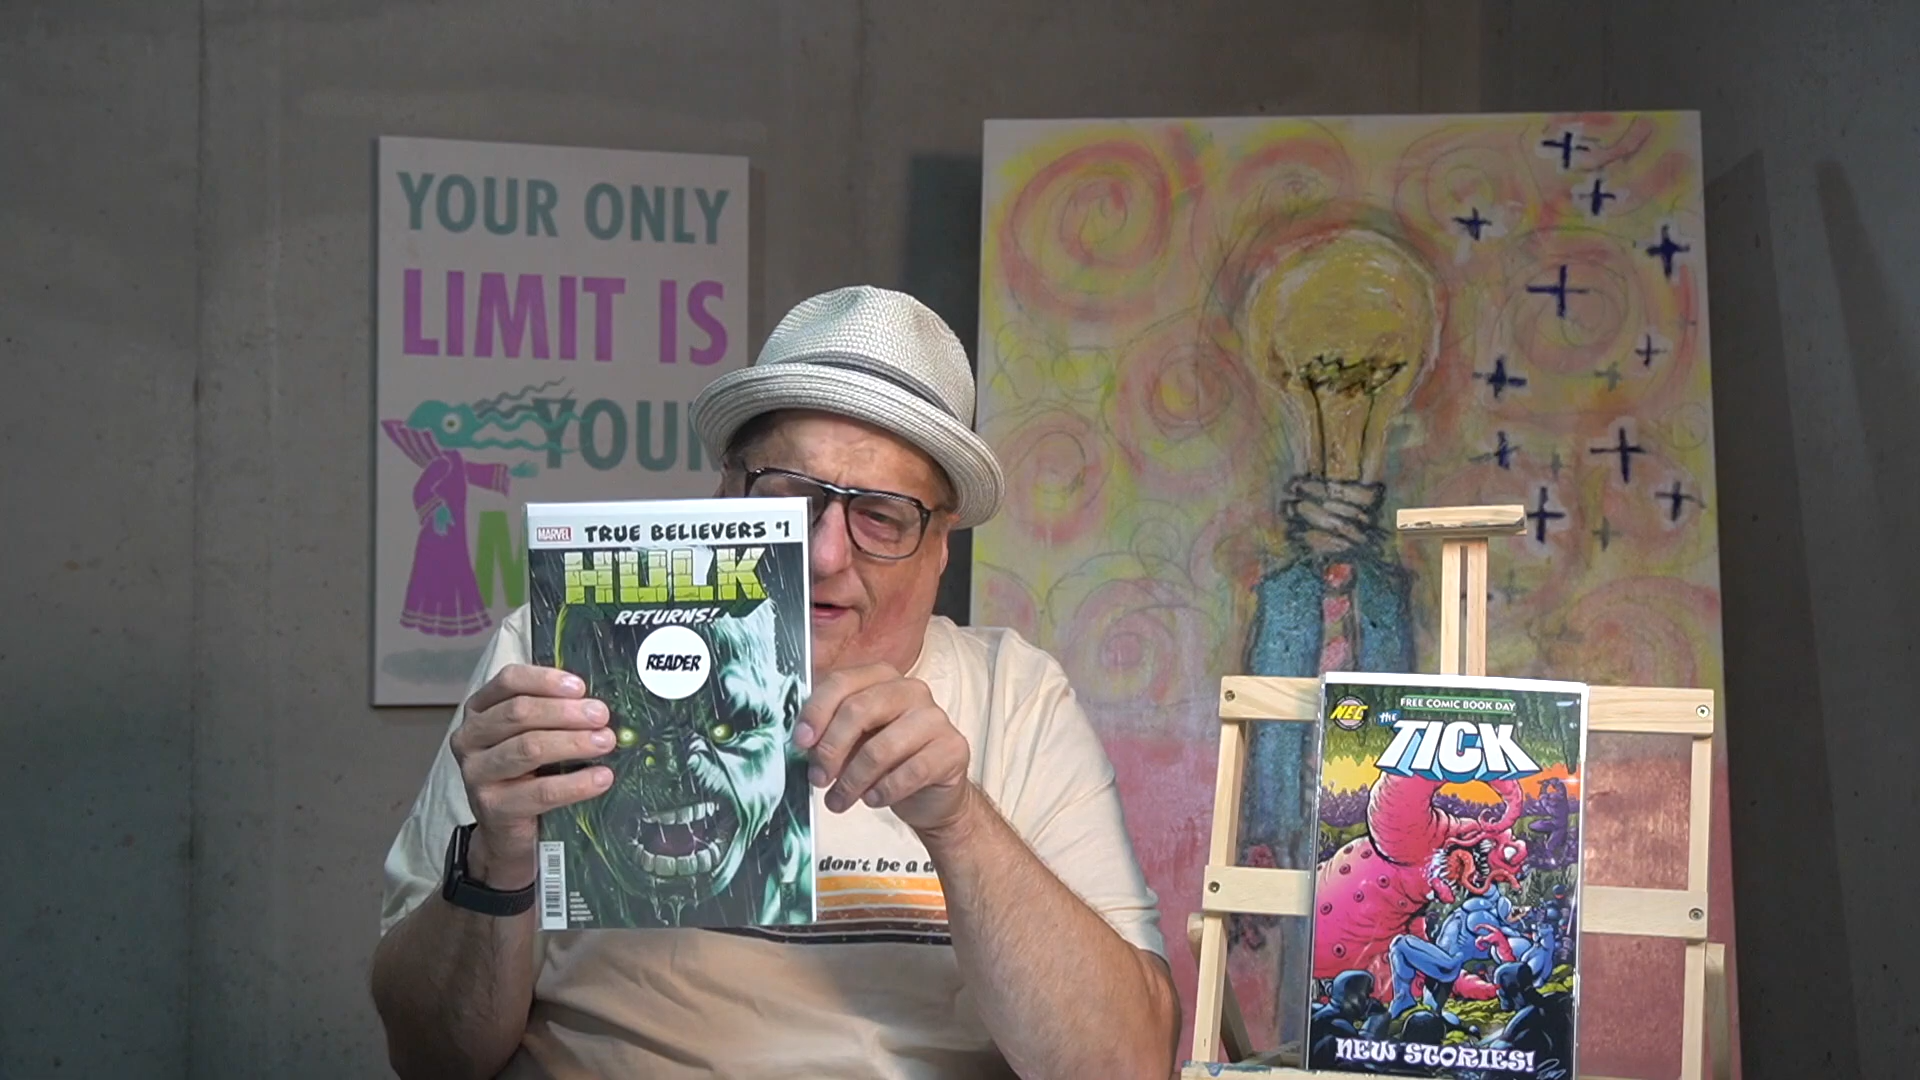 YOUR ONLY
LIMIT IS
YOUR
MARVEL
TRUE BELIEVERS #1
HULK
RETURNS!
READER
don't be a
NEC
FREE COMIC BOOK DAY
the
TICK
NEW STORIES!